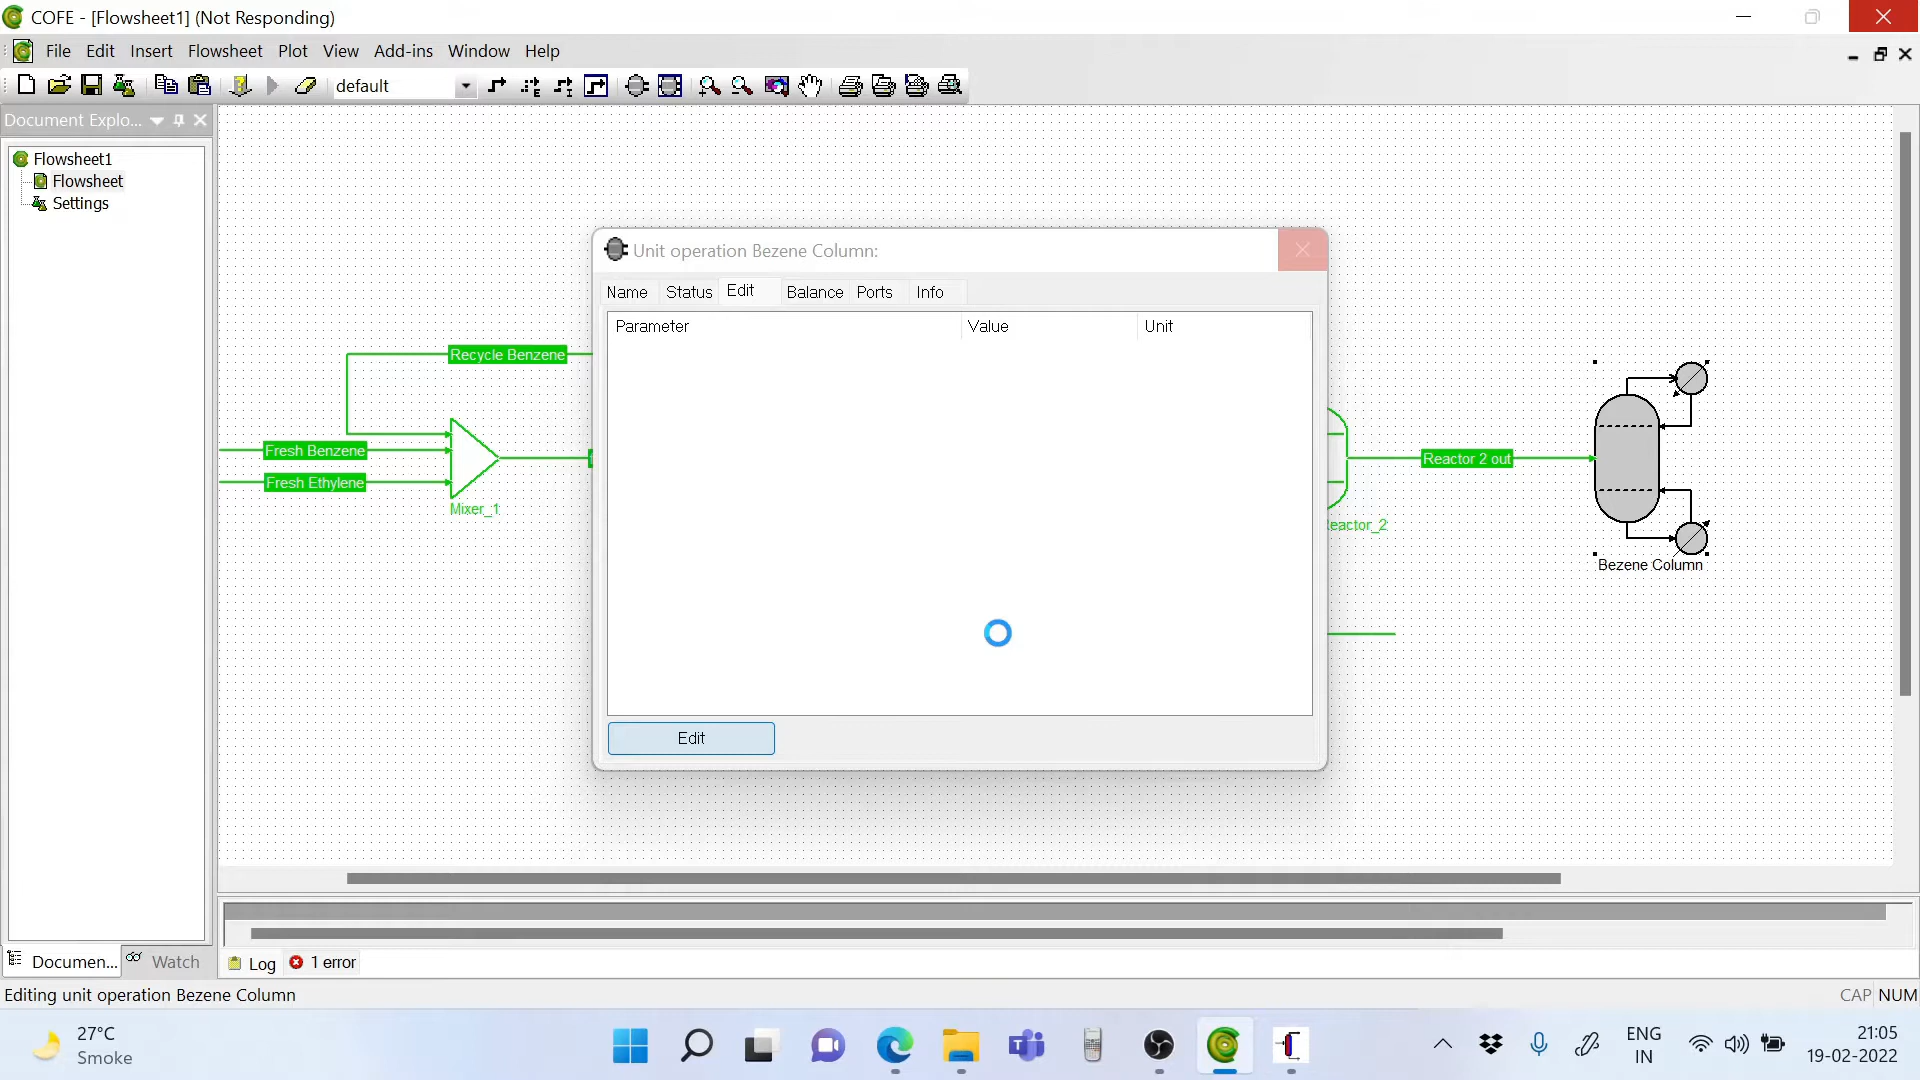 COFE - [Flowsheet1] (Not Responding)
File Edit Insert Flowsheet Plot View Add-ins Window Help
default
Document Explo...
Flowsheet1
Flowsheet
Settings
Unit operation Bezene Column:
Name Status Edit Balance Ports Info
Parameter Value Unit
Recycle Benzene
Fresh Benzene
Fresh Ethylene
Mixer_1
Reactor 2 out
eactor_2
Bezene Column
Edit
Documen... Watch
Log 1 error
Editing unit operation Bezene Column
CAP NUM
27°C
Smoke
ENG
IN
21:05
19-02-2022